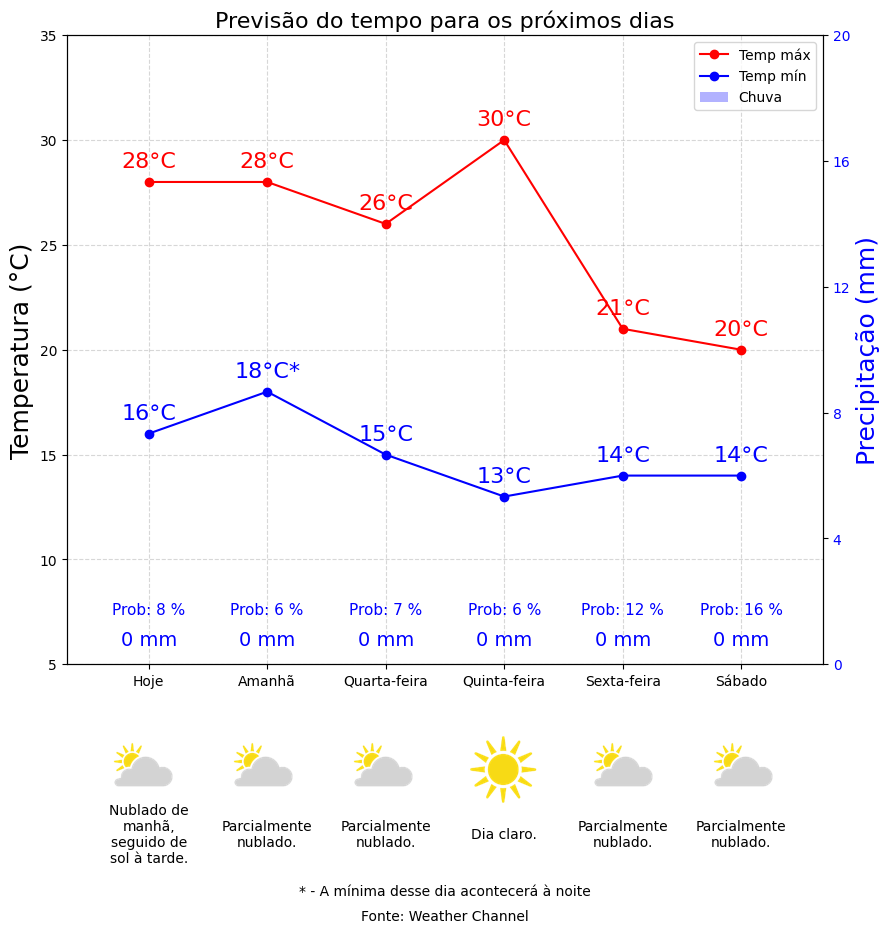 Previsão do tempo para os próximos dias
Temp máx
Temp mín
Chuva
Temperatura (°C)
35
30
25
20
15
10
5
Precipitação (mm)
20
16
12
8
4
0
28°C 28°C 26°C 30°C 21°C 20°C
16°C 18°C* 15°C 13°C 14°C 14°C
Prob: 8 % Prob: 6 % Prob: 7 % Prob: 6 % Prob: 12 % Prob: 16 %
0 mm 0 mm 0 mm 0 mm 0 mm 0 mm
Hoje Amanhã Quarta-feira Quinta-feira Sexta-feira Sábado
Nublado de
manhã,
seguido de
sol à tarde.
Parcialmente
nublado.
Parcialmente
nublado.
Dia claro.
Parcialmente
nublado.
Parcialmente
nublado.
* - A mínima desse dia acontecerá à noite
Fonte: Weather Channel